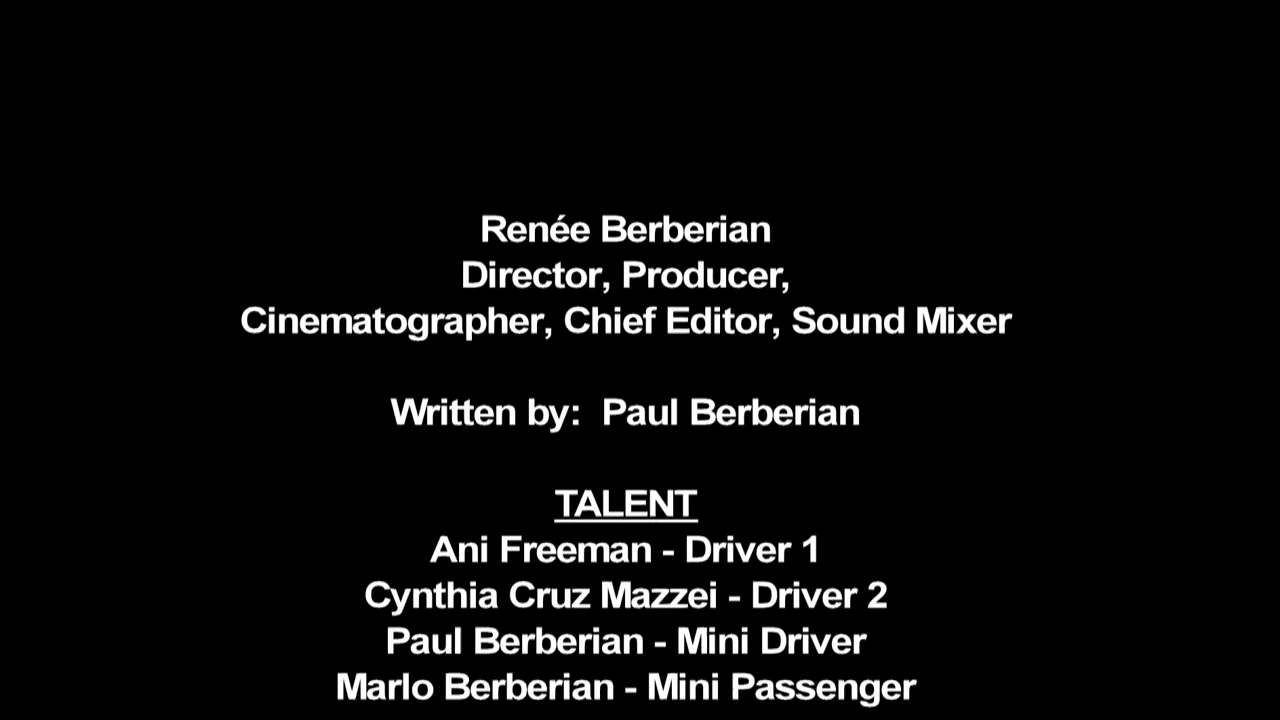 Renée Berberian
Director, Producer,
Cinematographer, Chief Editor, Sound Mixer
Written by:  Paul Berberian
TALENT
Ani Freeman - Driver 1
Cynthia Cruz Mazzei - Driver 2
Paul Berberian - Mini Driver
Marlo Berberian - Mini Passenger